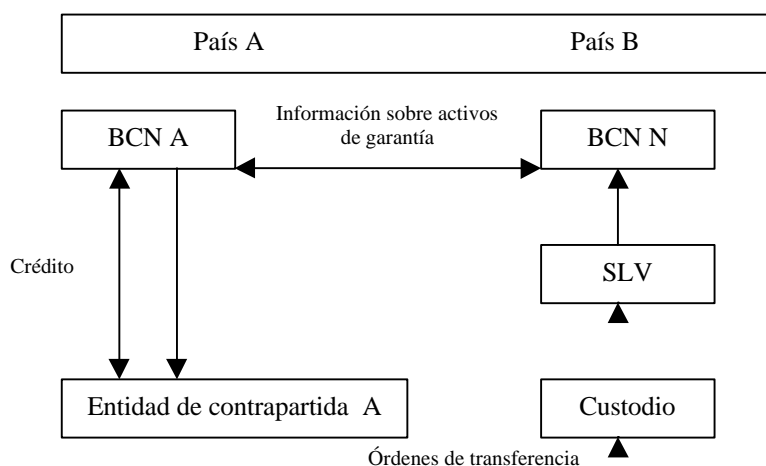 País A País B
Información sobre activos
de garantía
BCN A BCN N
Crédito
SLV
Entidad de contrapartida A Custodio
Órdenes de transferencia